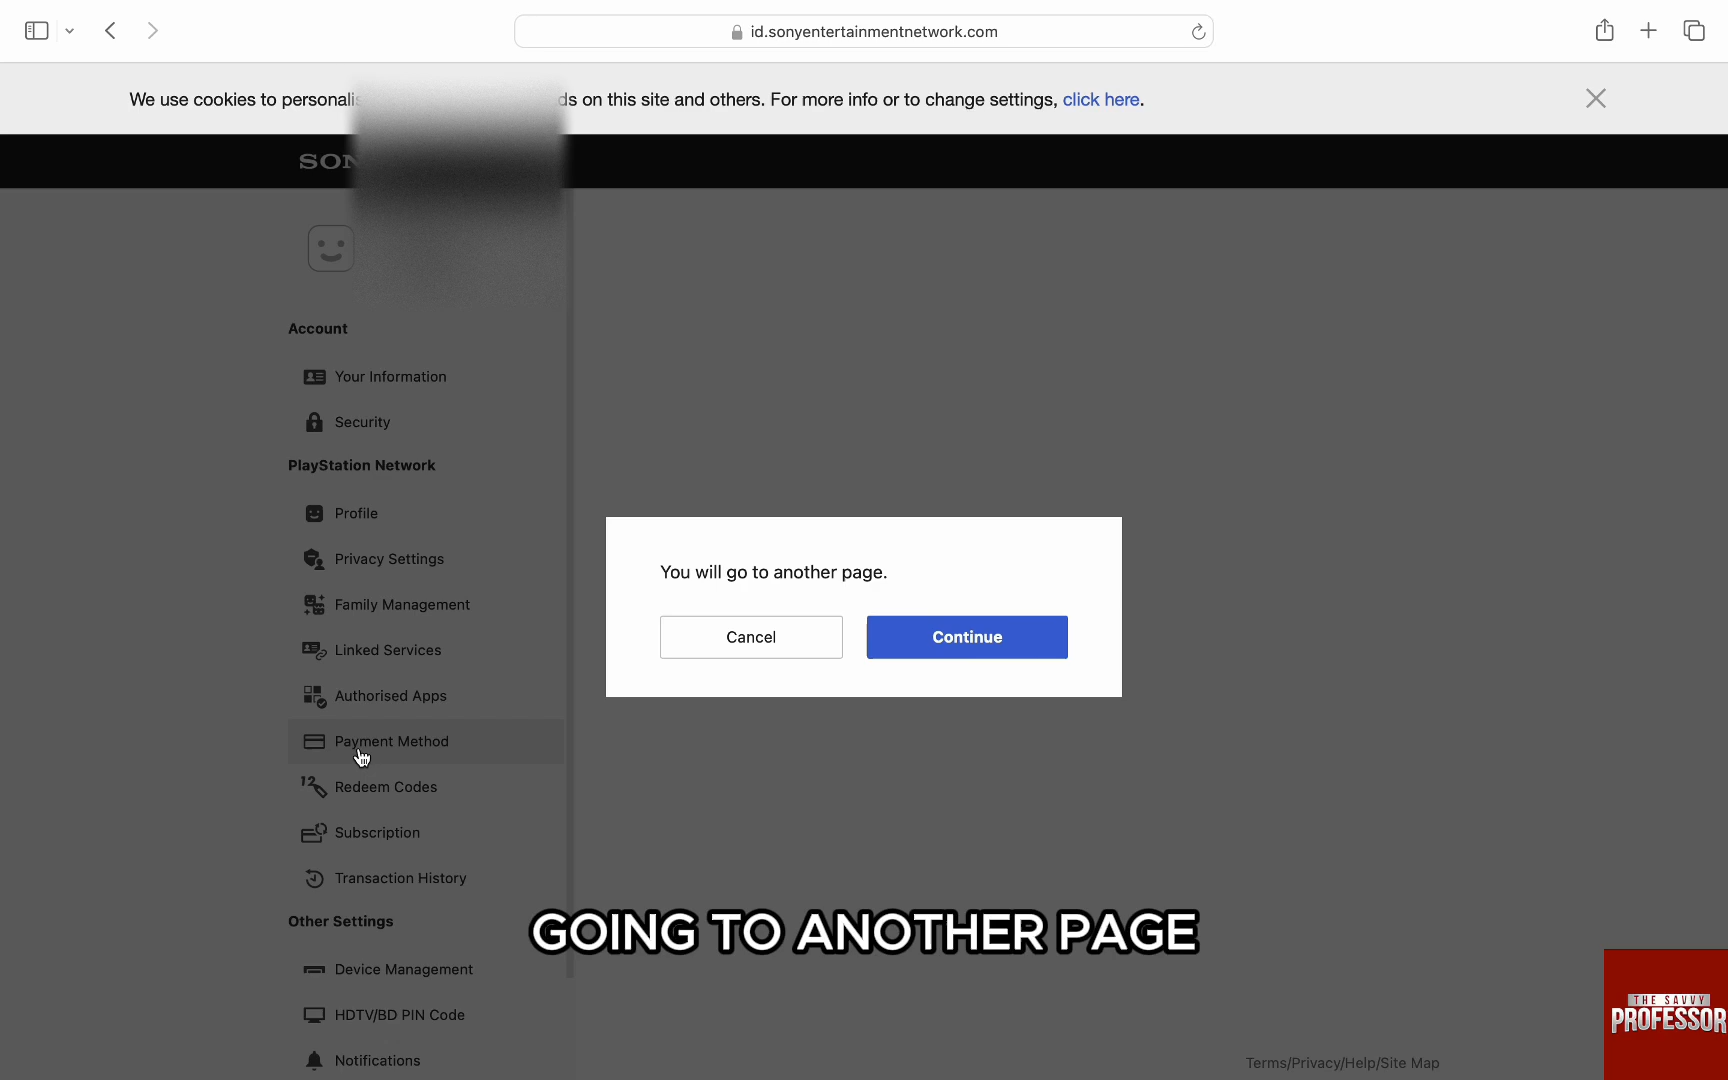 id.sonyentertainmentnetwork.com
We use cookies to personalis ds on this site and others. For more info or to change settings, click here.
SON
Account
Your Information
Security
PlayStation Network
Profile
Privacy Settings
Family Management
Linked Services
Authorised Apps
Payment Method
Redeem Codes
Subscription
Transaction History
Other Settings
Device Management
HDTV/BD PIN Code
Notifications
You will go to another page.
Cancel
Continue
GOING TO ANOTHER PAGE
THE SAVVY
PROFESSOR
Terms/Privacy/Help/Site Map